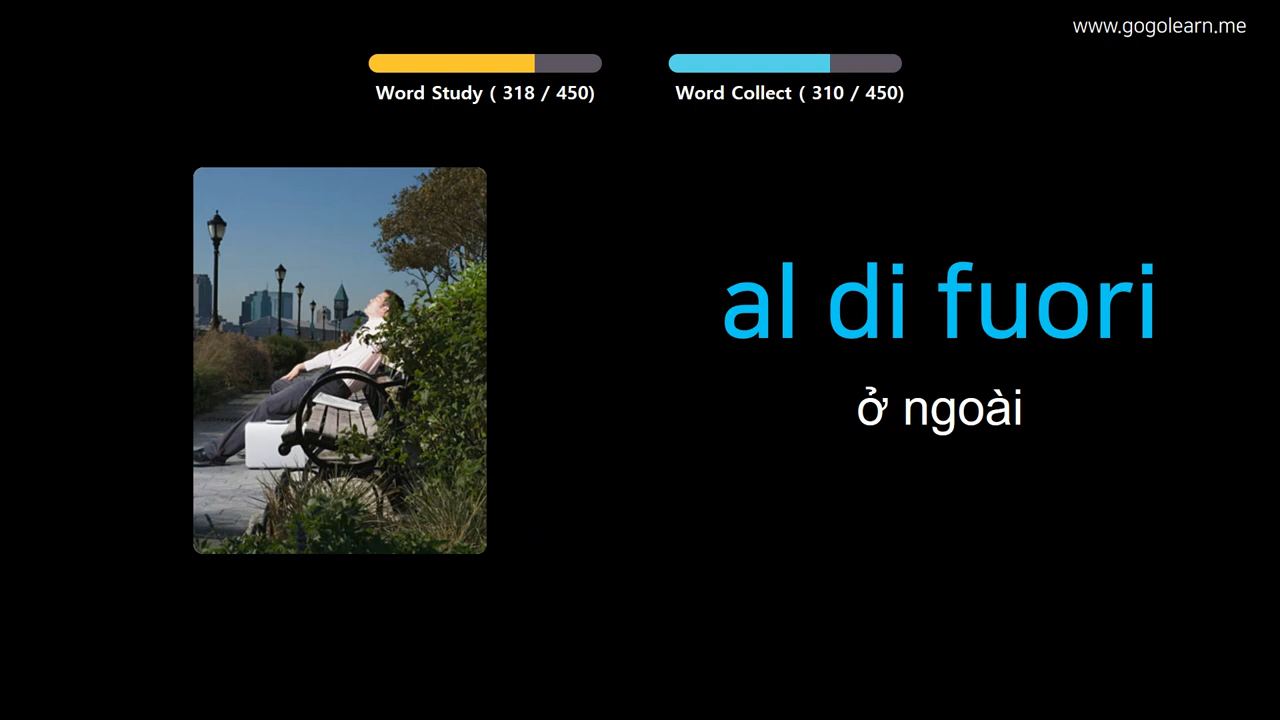 www.gogolearn.me
Word Study ( 318 / 450)
Word Collect ( 310 / 450)
al di fuori
ở ngoài